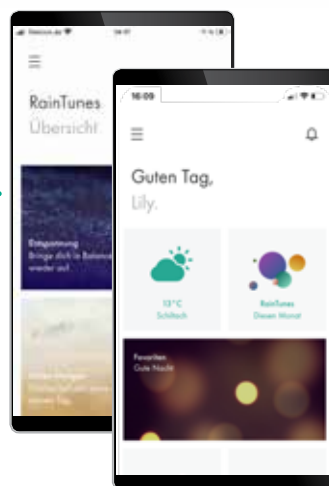 RainTunes
Übersicht
Entspannung
Bringe dich in Balance
wieder auf.
16:09
Guten Tag,
Lily.
13°C
Schiltach
RainTunes
Diesen Monat
Favoriten
Gute Nacht